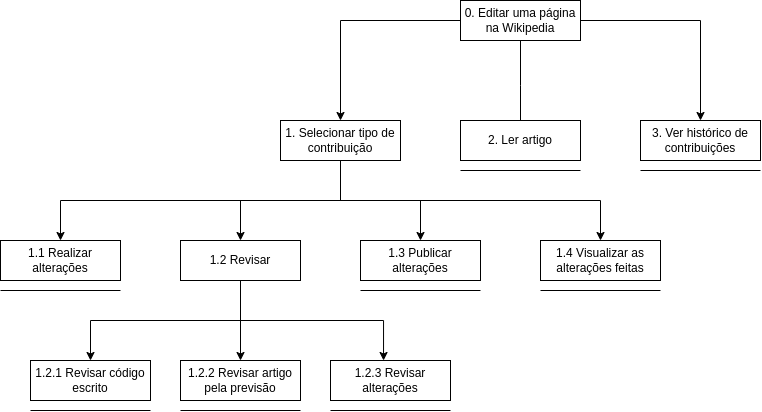 0. Editar uma página
na Wikipedia
1. Selecionar tipo de
contribuição
2. Ler artigo
3. Ver histórico de
contribuições
1.1 Realizar
alterações
1.2 Revisar
1.3 Publicar
alterações
1.4 Visualizar as
alterações feitas
1.2.1 Revisar código
escrito
1.2.2 Revisar artigo
pela previsão
1.2.3 Revisar
alterações